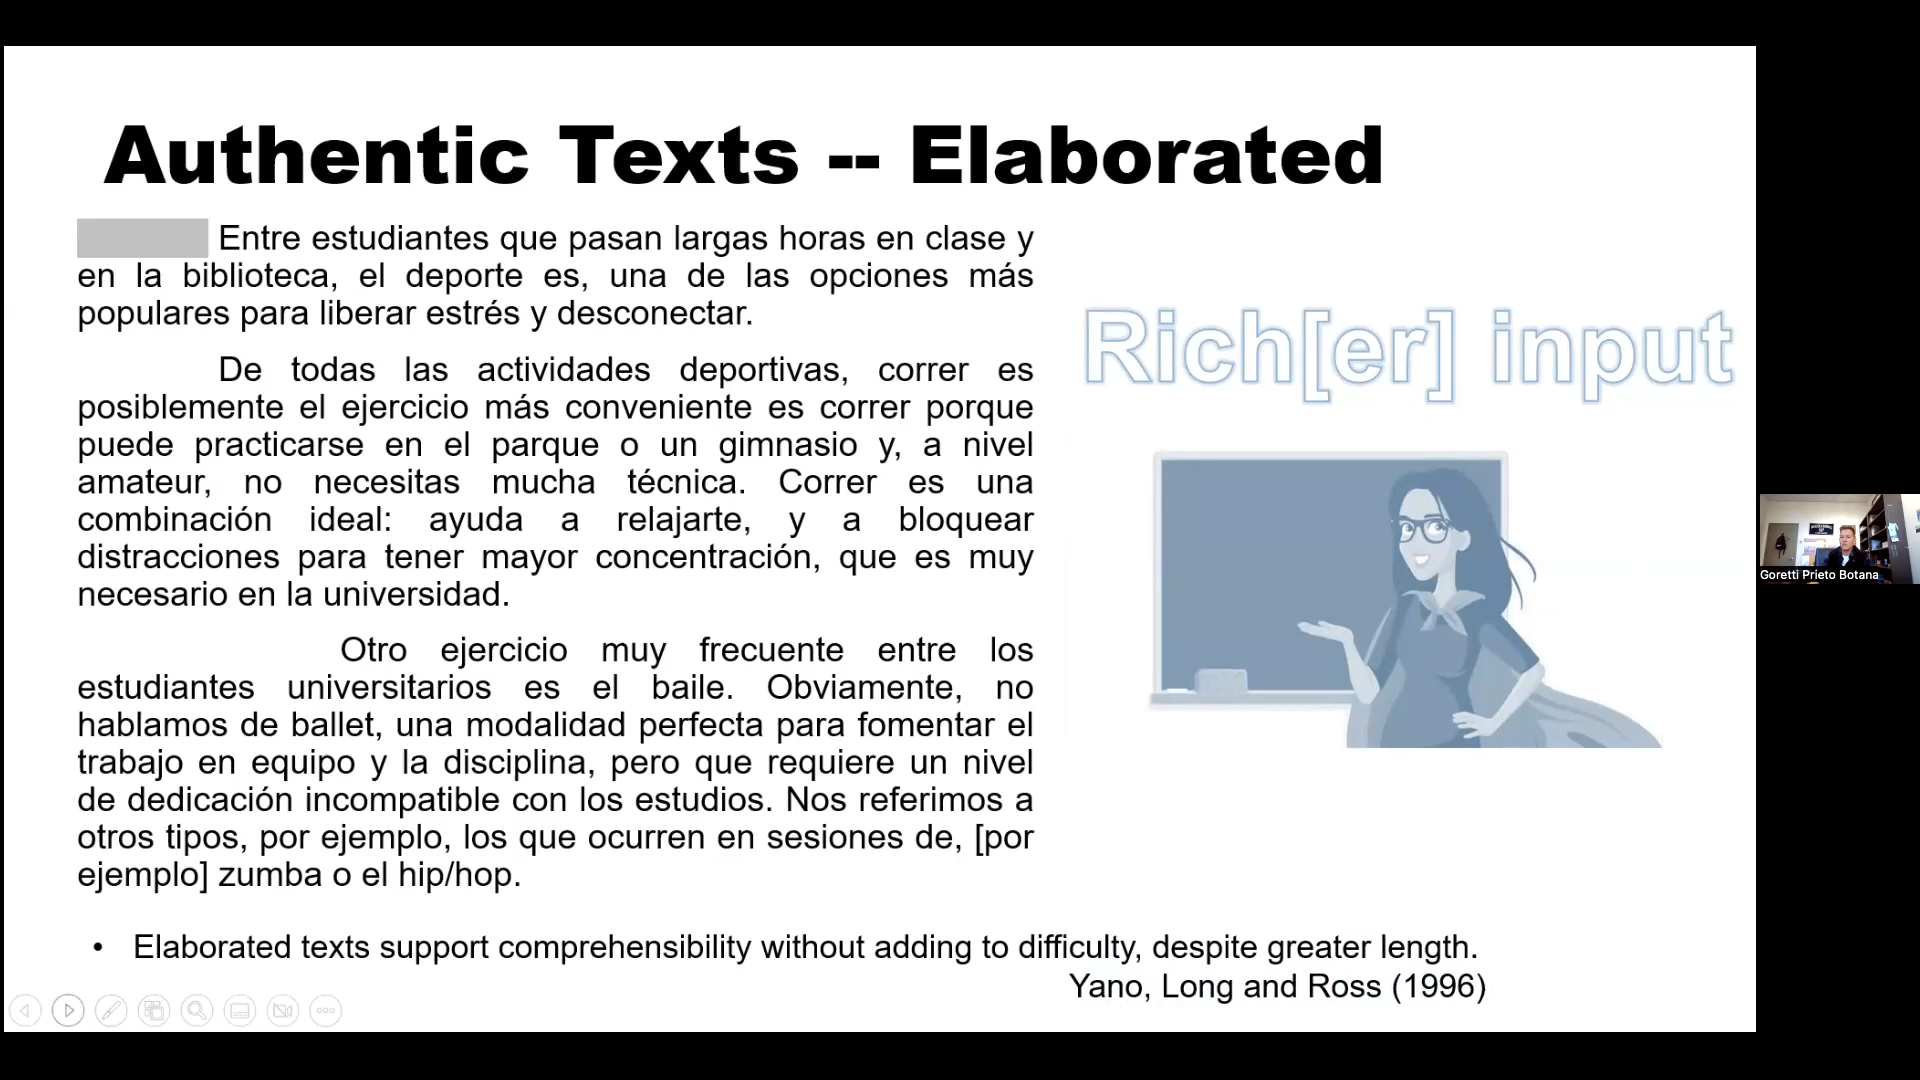 Authentic Texts -- Elaborated
Entre estudiantes que pasan largas horas en clase y
en la biblioteca, el deporte es, una de las opciones más
populares para liberar estrés y desconectar.
De todas las actividades deportivas, correr es
posiblemente el ejercicio más conveniente es correr porque
puede practicarse en el parque o un gimnasio y, a nivel
amateur, no necesitas mucha técnica. Correr es una
combinación ideal: ayuda a relajarte, y a bloquear
distracciones para tener mayor concentración, que es muy
necesario en la universidad.
Otro ejercicio muy frecuente entre los
estudiantes universitarios es el baile. Obviamente, no
hablamos de ballet, una modalidad perfecta para fomentar el
trabajo en equipo y la disciplina, pero que requiere un nivel
de dedicación incompatible con los estudios. Nos referimos a
otros tipos, por ejemplo, los que ocurren en sesiones de, [por
ejemplo] zumba o el hip/hop.
Rich[er] input
• Elaborated texts support comprehensibility without adding to difficulty, despite greater length.
Yano, Long and Ross (1996)
Goretti Prieto Botana